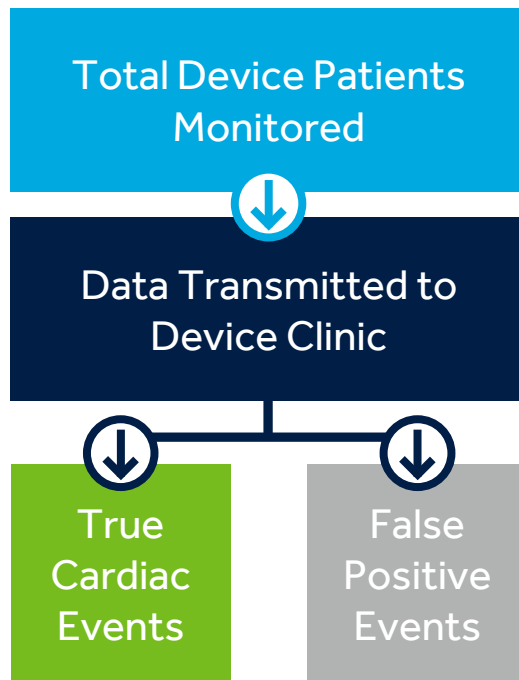 Total Device Patients
Monitored
Data Transmitted to
Device Clinic
True
Cardiac
Events
False
Positive
Events